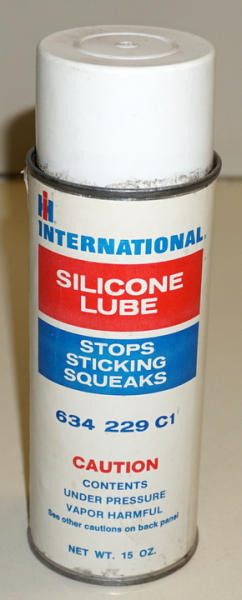 IH
INTERNATIONAL
SILICONE
LUBE
STOPS
STICKING
SQUEAKS
634 229 C1
CAUTION
CONTENTS
UNDER PRESSURE
VAPOR HARMFUL
See other cautions on back panel
NET WT. 15 OZ.